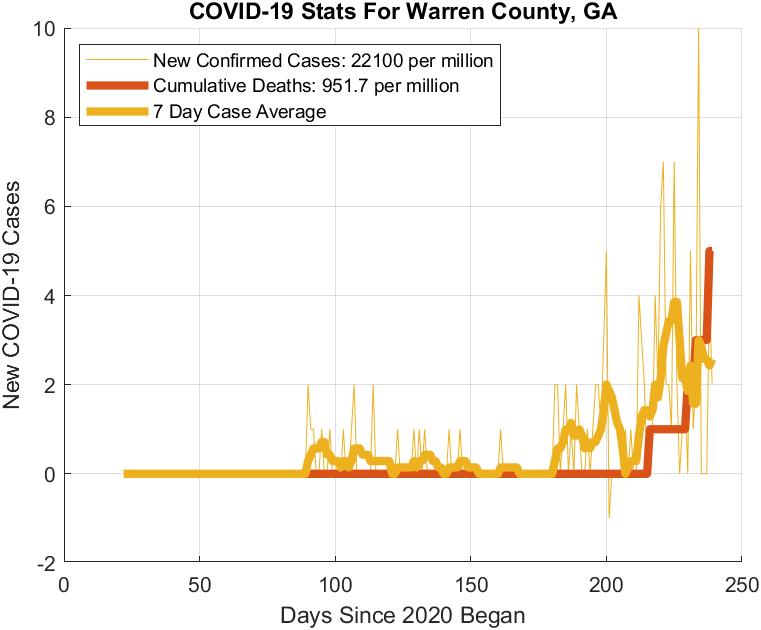 COVID-19 Stats For Warren County, GA
New Confirmed Cases: 22100 per million
Cumulative Deaths: 951.7 per million
7 Day Case Average
New COVID-19 Cases
10
8
6
4
2
0
-2
0 50 100 150 200 250
Days Since 2020 Began